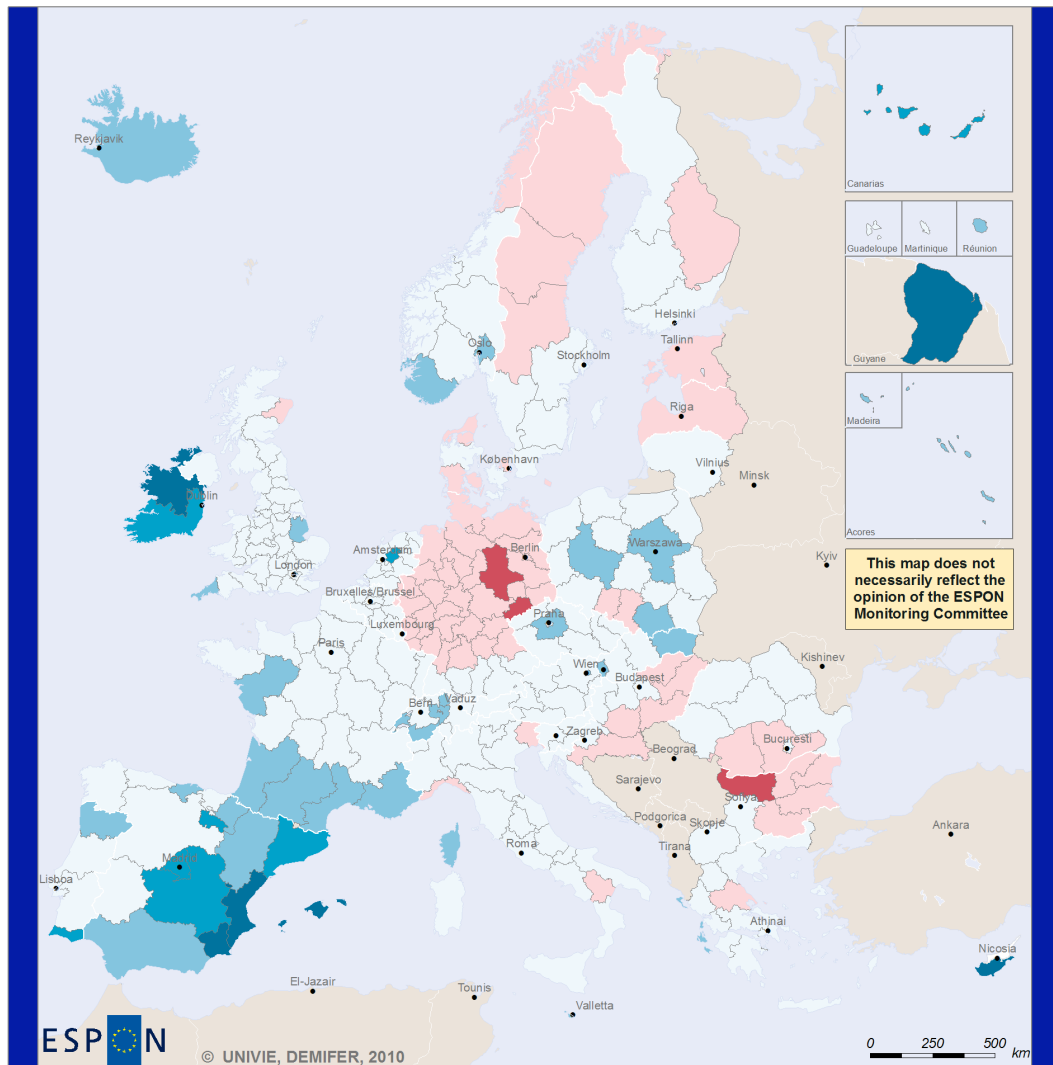 Reykjavik
Canarias
Guadeloupe
Martinique
Réunion
Guyane
Madeira
Acores
Oslo
Helsinki
Tallinn
Stockholm
Riga
København
Vilnius
Minsk
Dublin
Amsterdam
Berlin
Warszawa
London
Kyiv
Bruxelles/Brussel
Praha
Luxembourg
This map does not
necessarily reflect the
opinion of the ESPON
Monitoring Committee
Paris
Wien
Kishinev
Budapest
Bern
Vaduz
Zagreb
Bucuresti
Beograd
Sarajevo
Sofiya
Podgorica
Skopje
Ankara
Tirana
Roma
Madrid
Lisboa
Athinai
Nicosia
El-Jazair
Tounis
Valletta
ESPON
© UNIVIE, DEMIFER, 2010
0 250 500
km